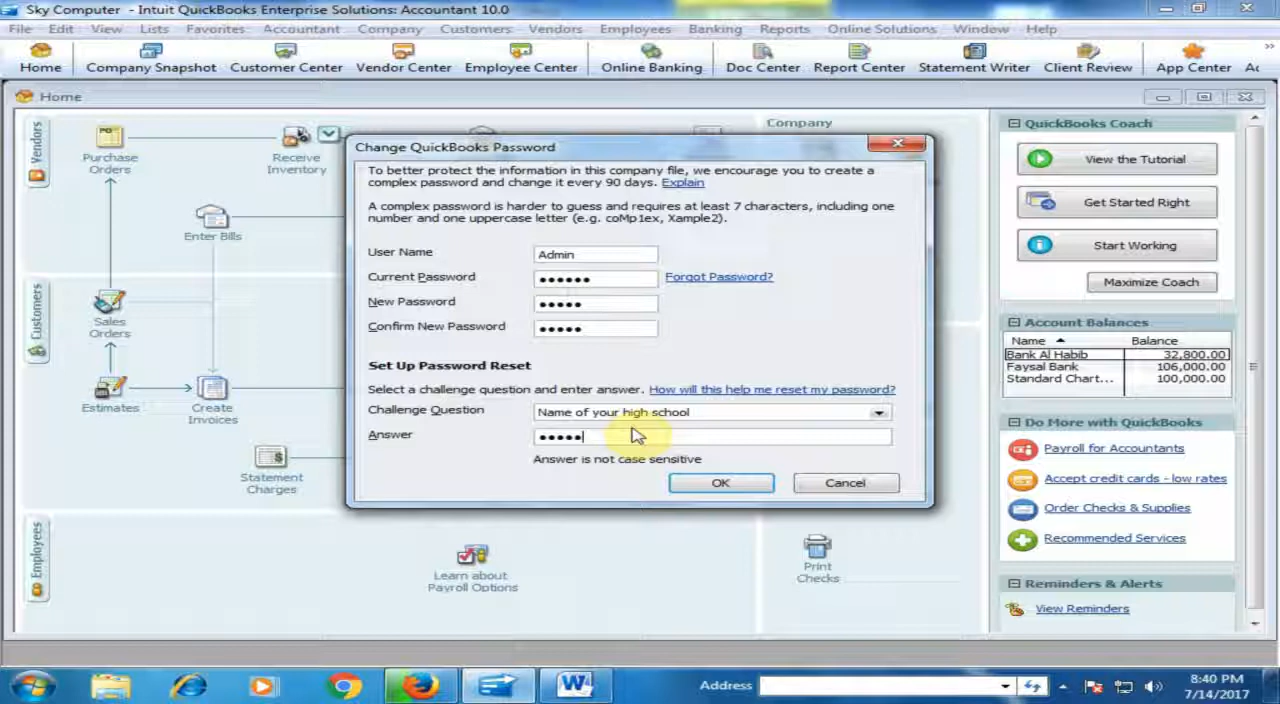 Sky Computer - Intuit QuickBooks Enterprise Solutions: Accountant 10.0
File Edit View Lists Favorites Accountant Company Customers Vendors Employees Banking Reports Online Solutions Window Help
Home Company Snapshot Customer Center Vendor Center Employee Center Online Banking Doc Center Report Center Statement Writer Client Review App Center Ac
Home
Vendors
Purchase
Orders
Receive
Inventory
Enter Bills
Customers
Sales
Orders
Estimates
Create
Invoices
Statement
Charges
Employees
Learn about
Payroll Options
Company
Print
Checks
Change QuickBooks Password
To better protect the information in this company file, we encourage you to create a
complex password and change it every 90 days. Explain
A complex password is harder to guess and requires at least 7 characters, including one
number and one uppercase letter (e.g. coMp1ex, Xample2).
User Name Admin
Current Password ●●●●●● Forgot Password?
New Password ●●●●●
Confirm New Password ●●●●●
Set Up Password Reset
Select a challenge question and enter answer. How will this help me reset my password?
Challenge Question Name of your high school
Answer ●●●●●
Answer is not case sensitive
OK Cancel
QuickBooks Coach
View the Tutorial
Get Started Right
Start Working
Maximize Coach
Account Balances
Name Balance
Bank Al Habib 32,800.00
Faysal Bank 106,000.00
Standard Chart... 100,000.00
Do More with QuickBooks
Payroll for Accountants
Accept credit cards - low rates
Order Checks & Supplies
Recommended Services
Reminders & Alerts
View Reminders
Address
8:40 PM
7/14/2017